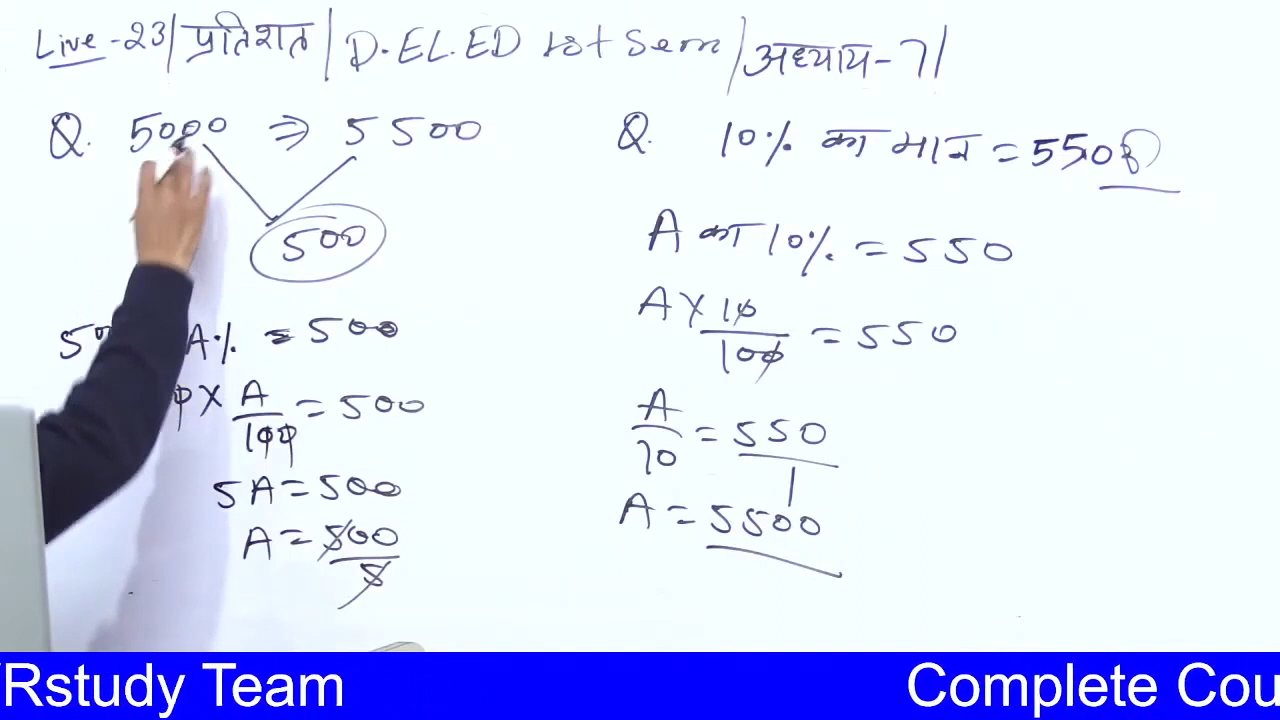 Live-23/प्रतिशत/D.EL.ED 1st Sem/अध्याय-7/
Q. 5000 ⇒ 5500
500
A% = 500
0 X A/100 = 500
5A = 500
A = 500/5
Q. 10% का मान = 550
A का 10% = 550
A X 10/100 = 550
A/10 = 550
A = 5500
Rstudy Team
Complete Cou